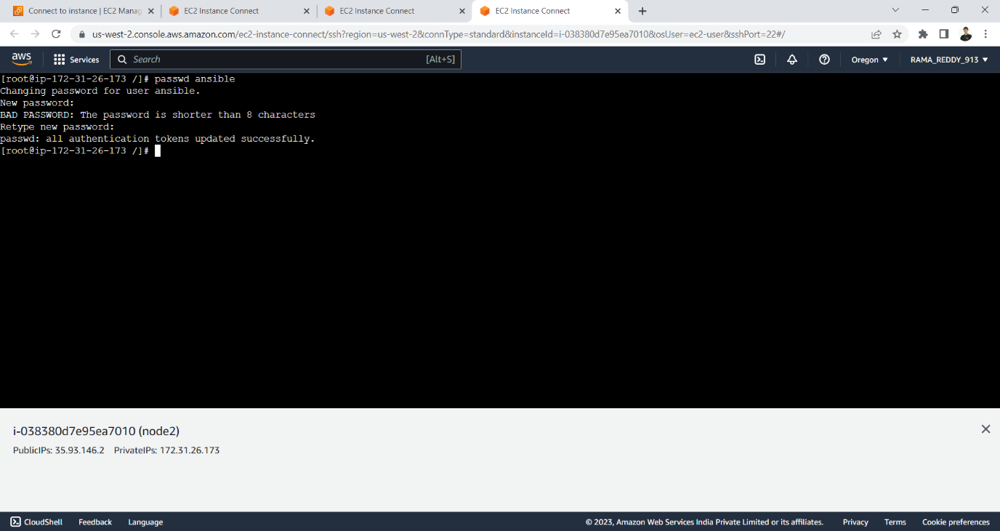 Connect to instance | EC2 Manag
EC2 Instance Connect
EC2 Instance Connect
EC2 Instance Connect
us-west-2.console.aws.amazon.com/ec2-instance-connect/ssh?region=us-west-2&connType=standard&instanceId=i-038380d7e95ea7010&osUser=ec2-user&sshPort=22#/
aws Services Search [Alt+S] Oregon ▼ RAMA_REDDY_913 ▼
[root@ip-172-31-26-173 /]# passwd ansible
Changing password for user ansible.
New password:
BAD PASSWORD: The password is shorter than 8 characters
Retype new password:
passwd: all authentication tokens updated successfully.
[root@ip-172-31-26-173 /]#
i-038380d7e95ea7010 (node2)
PublicIPs: 35.93.146.2 PrivateIPs: 172.31.26.173
CloudShell Feedback Language © 2023, Amazon Web Services India Private Limited or its affiliates. Privacy Terms Cookie preferences